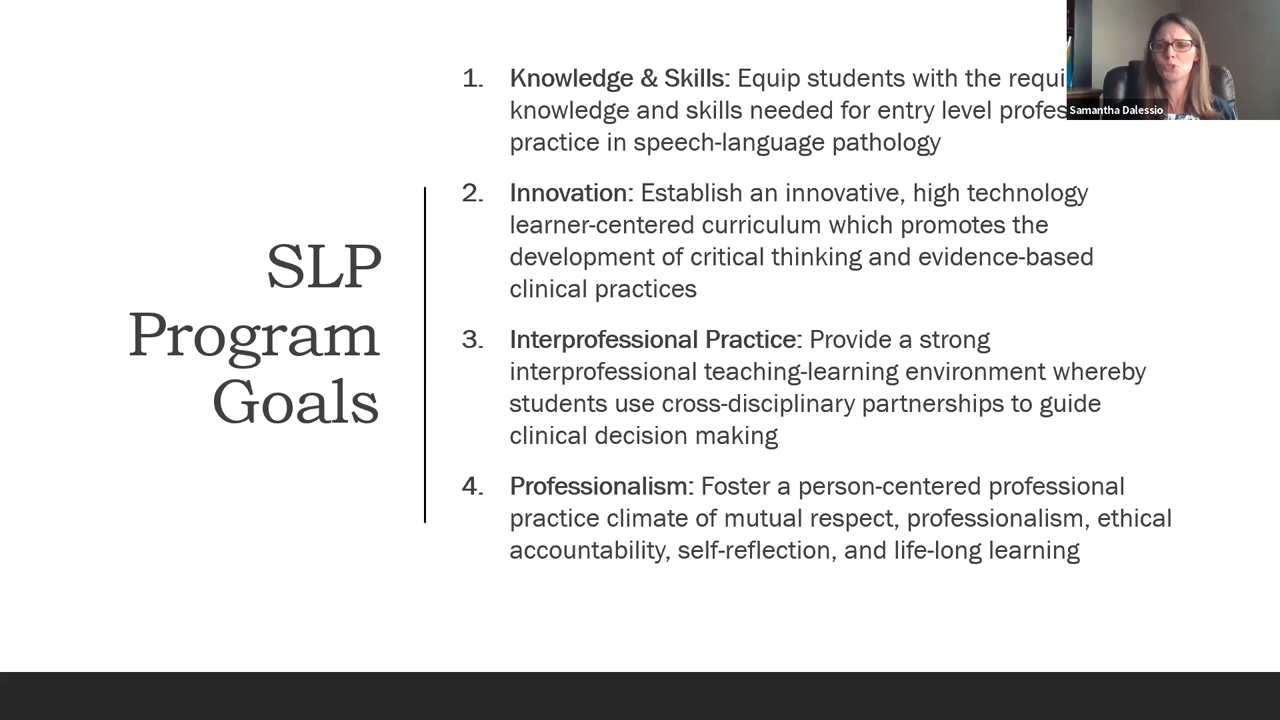 SLP
Program
Goals
1. Knowledge & Skills: Equip students with the
knowledge and skills needed for entry level
practice in speech-language pathology
2. Innovation: Establish an innovative, high technology
learner-centered curriculum which promotes the
development of critical thinking and evidence-based
clinical practices
3. Interprofessional Practice: Provide a strong
interprofessional teaching-learning environment whereby
students use cross-disciplinary partnerships to guide
clinical decision making
4. Professionalism: Foster a person-centered professional
practice climate of mutual respect, professionalism, ethical
accountability, self-reflection, and life-long learning
Samantha Dalessio